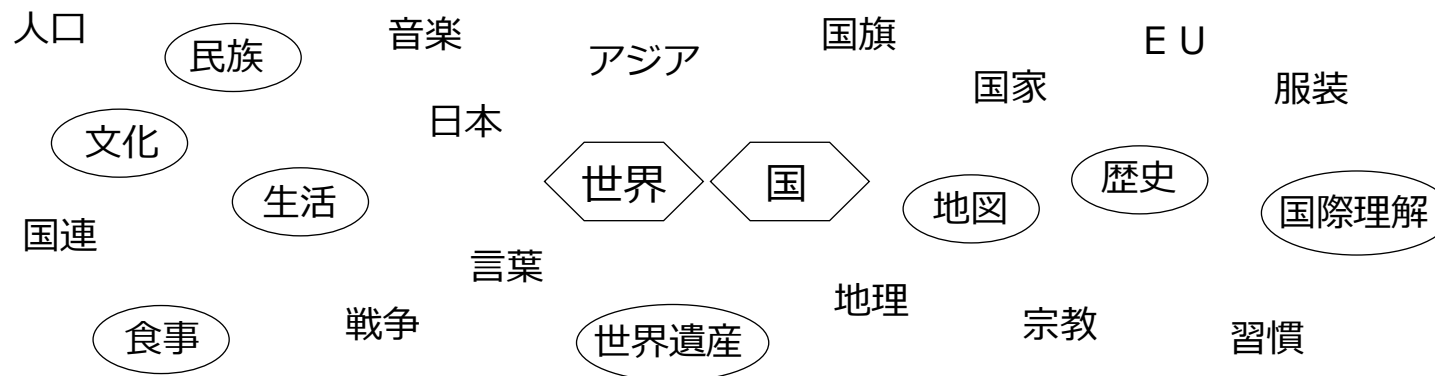 人口
民族
音楽
アジア
国旗
ＥＵ
国家
服装
文化
日本
生活
世界
国
地図
歴史
国際理解
国連
言葉
食事
戦争
世界遺産
地理
宗教
習慣